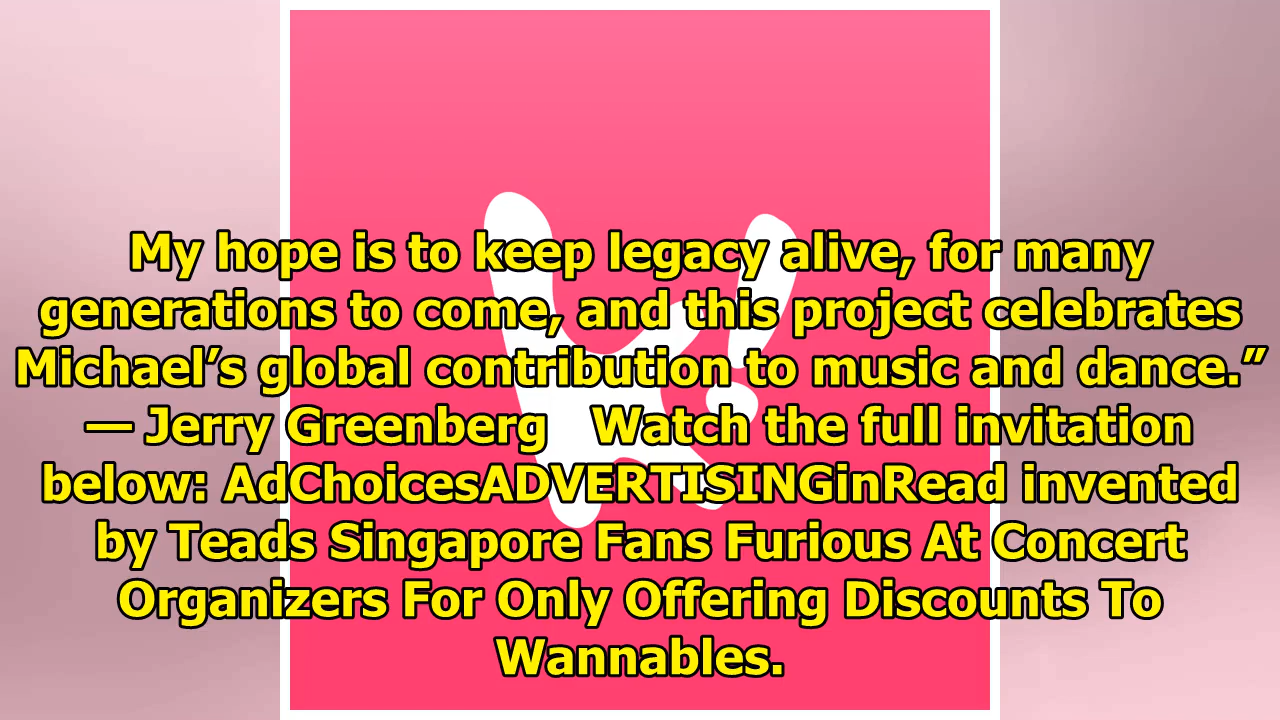 My hope is to keep legacy alive, for many
generations to come, and this project celebrates
Michael’s global contribution to music and dance.”
— Jerry Greenberg   Watch the full invitation
below: AdChoicesADVERTISINGinRead invented
by Teads Singapore Fans Furious At Concert
Organizers For Only Offering Discounts To
Wannables.